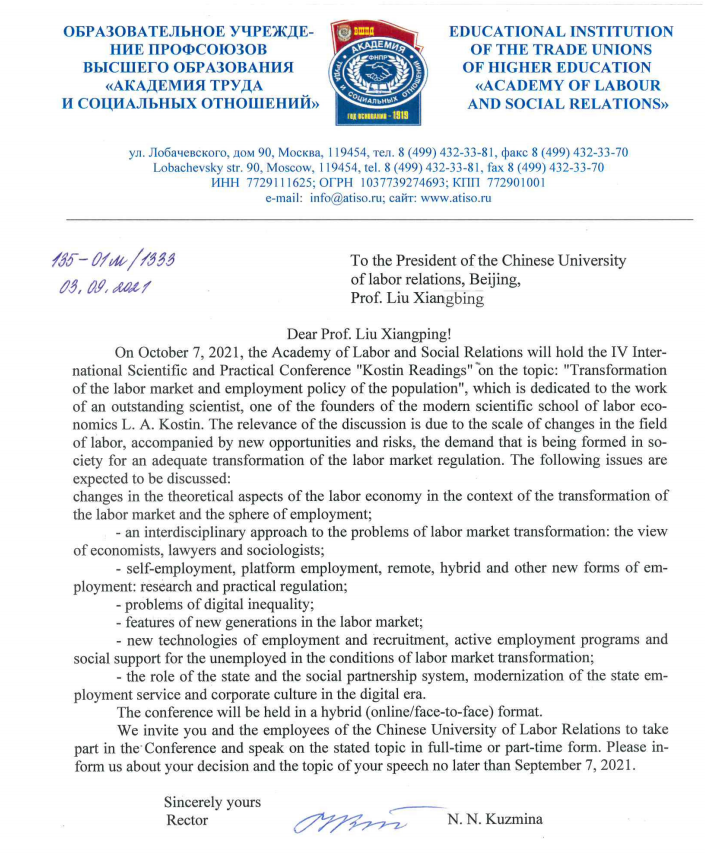 ОБРАЗОВАТЕЛЬНОЕ УЧРЕЖДЕ-
НИЕ ПРОФСОЮЗОВ
ВЫСШЕГО ОБРАЗОВАНИЯ
«АКАДЕМИЯ ТРУДА
И СОЦИАЛЬНЫХ ОТНОШЕНИЙ»
АКАДЕМИЯ
ФНПР
ТРУДА И СОЦИАЛЬНЫХ ОТНОШЕНИЙ
ГОД ОСНОВАНИЯ - 1919
EDUCATIONAL INSTITUTION
OF THE TRADE UNIONS
OF HIGHER EDUCATION
«ACADEMY OF LABOUR
AND SOCIAL RELATIONS»
ул. Лобачевского, дом 90, Москва, 119454, тел. 8 (499) 432-33-81, факс 8 (499) 432-33-70
Lobachevsky str. 90, Moscow, 119454, tel. 8 (499) 432-33-81, fax 8 (499) 432-33-70
ИНН 7729111625; ОГРН 1037739274693; КПП 772901001
e-mail: info@atiso.ru; сайт: www.atiso.ru
135-01м/1333
03.09.2021
To the President of the Chinese University
of labor relations, Beijing,
Prof. Liu Xiangbing
Dear Prof. Liu Xiangping!
On October 7, 2021, the Academy of Labor and Social Relations will hold the IV Inter-
national Scientific and Practical Conference "Kostin Readings" on the topic: "Transformation
of the labor market and employment policy of the population", which is dedicated to the work
of an outstanding scientist, one of the founders of the modern scientific school of labor eco-
nomics L. A. Kostin. The relevance of the discussion is due to the scale of changes in the field
of labor, accompanied by new opportunities and risks, the demand that is being formed in so-
ciety for an adequate transformation of the labor market regulation. The following issues are
expected to be discussed:
changes in the theoretical aspects of the labor economy in the context of the transformation of
the labor market and the sphere of employment;
- an interdisciplinary approach to the problems of labor market transformation: the view
of economists, lawyers and sociologists;
- self-employment, platform employment, remote, hybrid and other new forms of em-
ployment: research and practical regulation;
- problems of digital inequality;
- features of new generations in the labor market;
- new technologies of employment and recruitment, active employment programs and
social support for the unemployed in the conditions of labor market transformation;
- the role of the state and the social partnership system, modernization of the state em-
ployment service and corporate culture in the digital era.
The conference will be held in a hybrid (online/face-to-face) format.
We invite you and the employees of the Chinese University of Labor Relations to take
part in the Conference and speak on the stated topic in full-time or part-time form. Please in-
form us about your decision and the topic of your speech no later than September 7, 2021.
Sincerely yours
Rector
N. N. Kuzmina